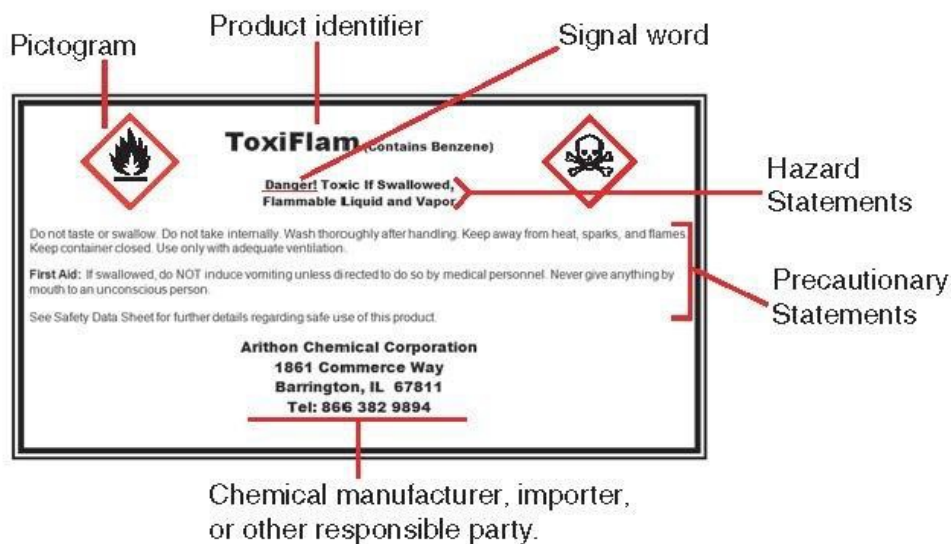 Pictogram
Product identifier
Signal word
ToxiFlam (Contains Benzene)
Danger! Toxic If Swallowed,
Flammable Liquid and Vapor
Hazard
Statements
Do not taste or swallow. Do not take internally. Wash thoroughly after handling. Keep away from heat, sparks, and flames.
Keep container closed. Use only with adequate ventilation.
First Aid: If swallowed, do NOT induce vomiting unless directed to do so by medical personnel. Never give anything by
mouth to an unconscious person.
See Safety Data Sheet for further details regarding safe use of this product.
Precautionary
Statements
Arithon Chemical Corporation
1861 Commerce Way
Barrington, IL 67811
Tel: 866 382 9894
Chemical manufacturer, importer,
or other responsible party.